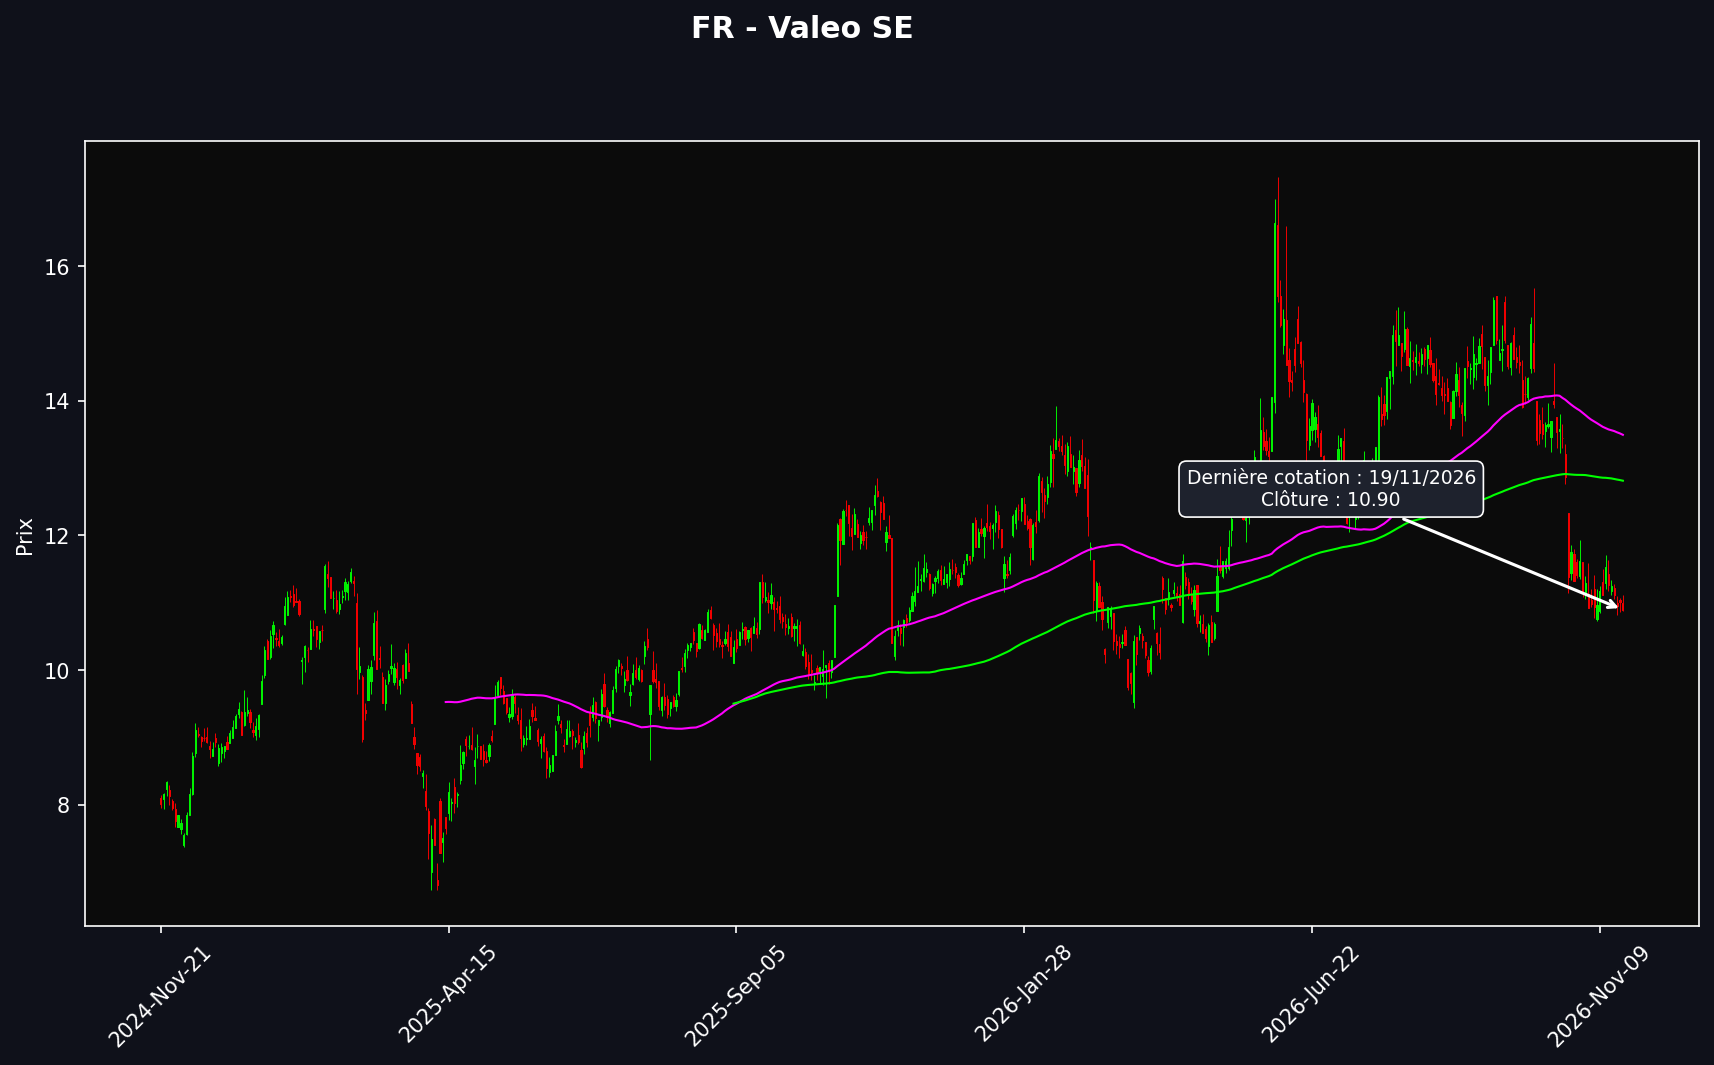 FR - Valeo SE
Prix
16
14
12
10
8
Dernière cotation : 19/11/2026
Clôture : 10.90
2024-Nov-21
2025-Apr-15
2025-Sep-05
2026-Jan-28
2026-Jun-22
2026-Nov-09